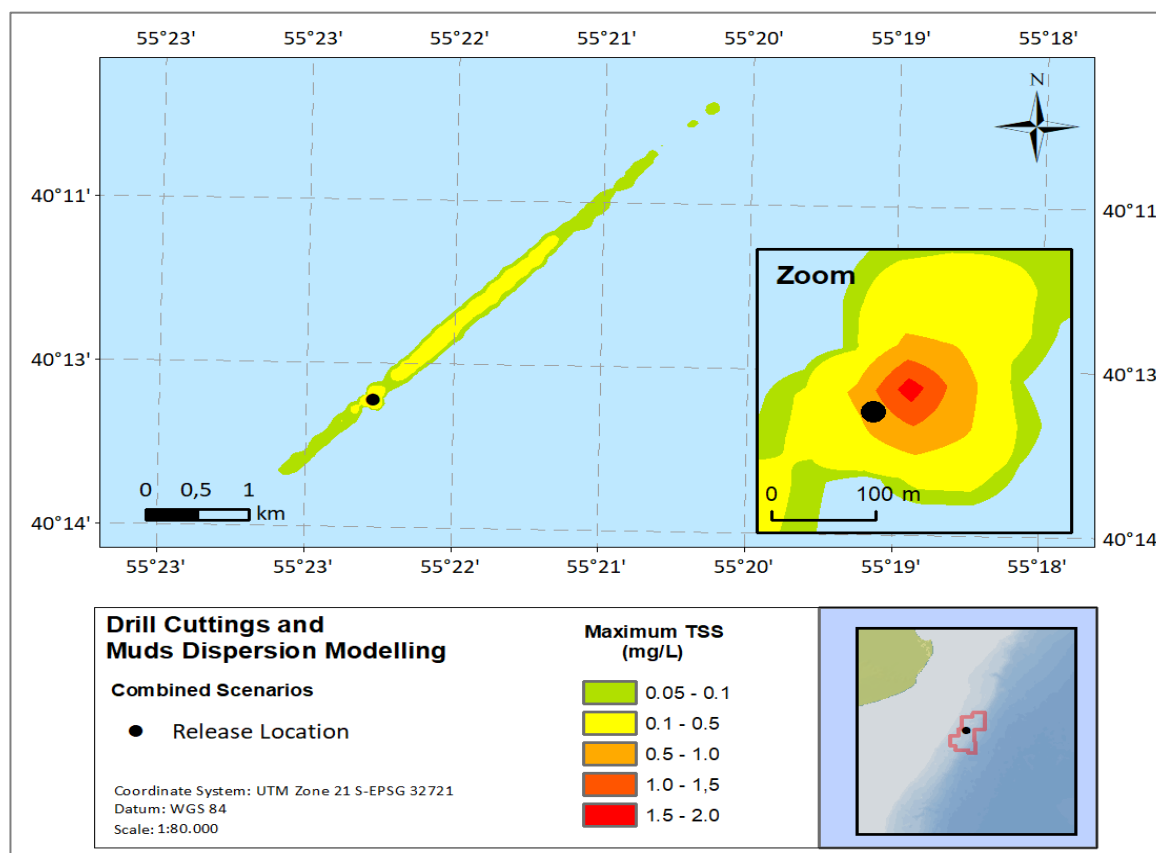 55°23' 55°23' 55°22' 55°21' 55°20' 55°19' 55°18'
N
40°11'
40°11
Zoom
40°13'
40°13
0 0,5 1
km
0 100 m
40°14'
40°14
55°23' 55°23' 55°22' 55°21' 55°20' 55°19' 55°18'
Drill Cuttings and
Muds Dispersion Modelling
Combined Scenarios
Release Location
Coordinate System: UTM Zone 21 S-EPSG 32721
Datum: WGS 84
Scale: 1:80.000
Maximum TSS
(mg/L)
0.05 - 0.1
0.1 - 0.5
0.5 - 1.0
1.0 - 1,5
1.5 - 2.0